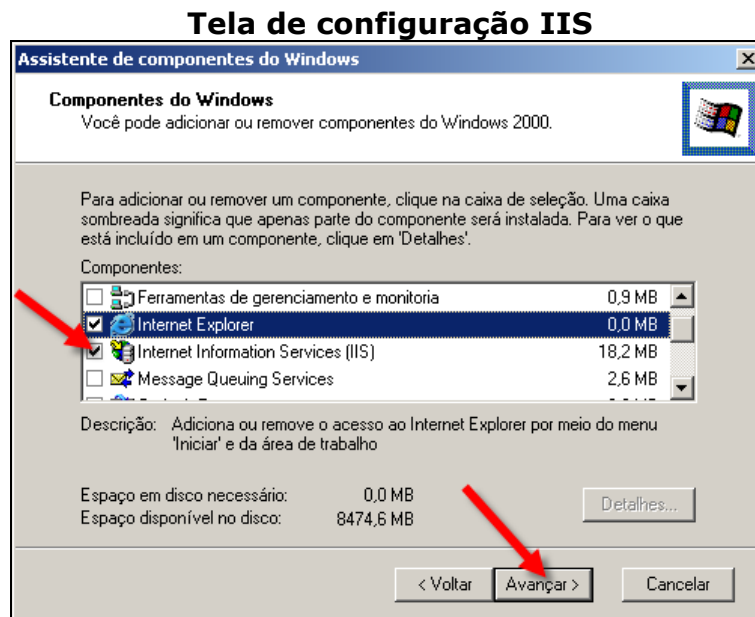 Tela de configuração IIS
Assistente de componentes do Windows
Componentes do Windows
Você pode adicionar ou remover componentes do Windows 2000.
Para adicionar ou remover um componente, clique na caixa de seleção. Uma caixa
sombreada significa que apenas parte do componente será instalada. Para ver o que
está incluído em um componente, clique em 'Detalhes'.
Componentes:
Ferramentas de gerenciamento e monitoria 0,9 MB
Internet Explorer 0,0 MB
Internet Information Services (IIS) 18,2 MB
Message Queuing Services 2,6 MB
Descrição: Adiciona ou remove o acesso ao Internet Explorer por meio do menu
'Iniciar' e da área de trabalho
Espaço em disco necessário: 0,0 MB
Espaço disponível no disco: 8474,6 MB
Detalhes...
< Voltar Avançar > Cancelar